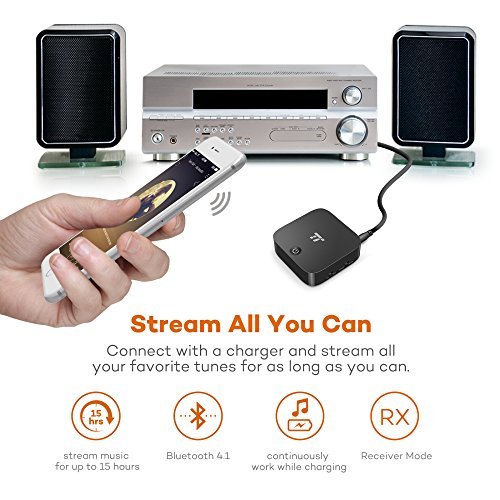 Stream All You Can
Connect with a charger and stream all
your favorite tunes for as long as you can.
15
hrs
stream music
for up to 15 hours
Bluetooth 4.1
continuously
work while charging
RX
Receiver Mode